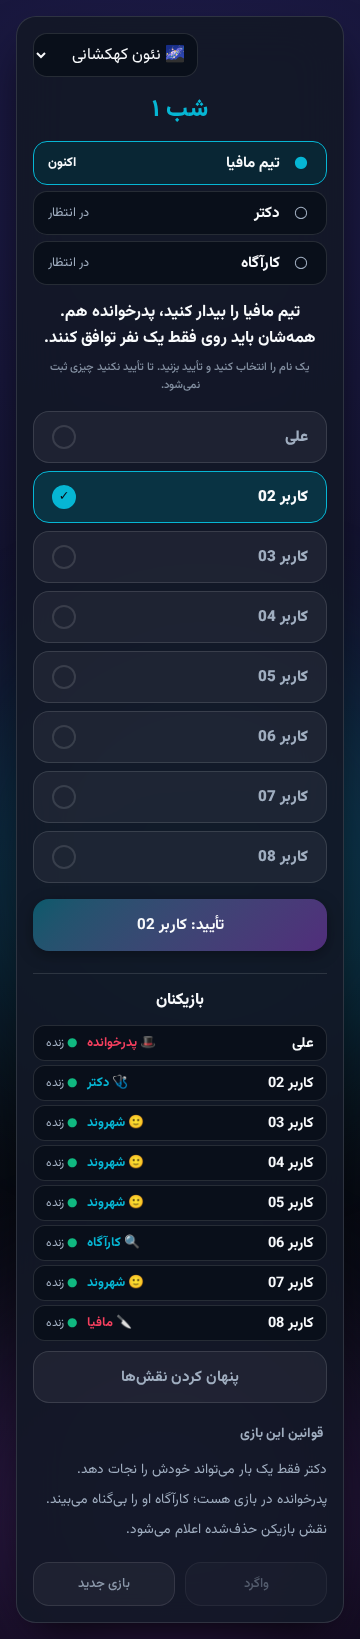 نئون کهکشانی
شب ۱
تیم مافیا
اکنون
دکتر
در انتظار
کارآگاه
در انتظار
تیم مافیا را بیدار کنید، پدرخوانده هم.
همه‌شان باید روی فقط یک نفر توافق کنند.
یک نام را انتخاب کنید و تأیید بزنید. تا تأیید نکنید چیزی ثبت
نمی‌شود.
علی
کاربر 02
کاربر 03
کاربر 04
کاربر 05
کاربر 06
کاربر 07
کاربر 08
تأیید: کاربر 02
بازیکنان
علی پدرخوانده زنده
کاربر 02 دکتر زنده
کاربر 03 شهروند زنده
کاربر 04 شهروند زنده
کاربر 05 شهروند زنده
کاربر 06 کارآگاه زنده
کاربر 07 شهروند زنده
کاربر 08 مافیا زنده
پنهان کردن نقش‌ها
قوانین این بازی
دکتر فقط یک بار می‌تواند خودش را نجات دهد.
پدرخوانده در بازی هست؛ کارآگاه او را بی‌گناه می‌بیند.
نقش بازیکن حذف‌شده اعلام می‌شود.
واگرد
بازی جدید